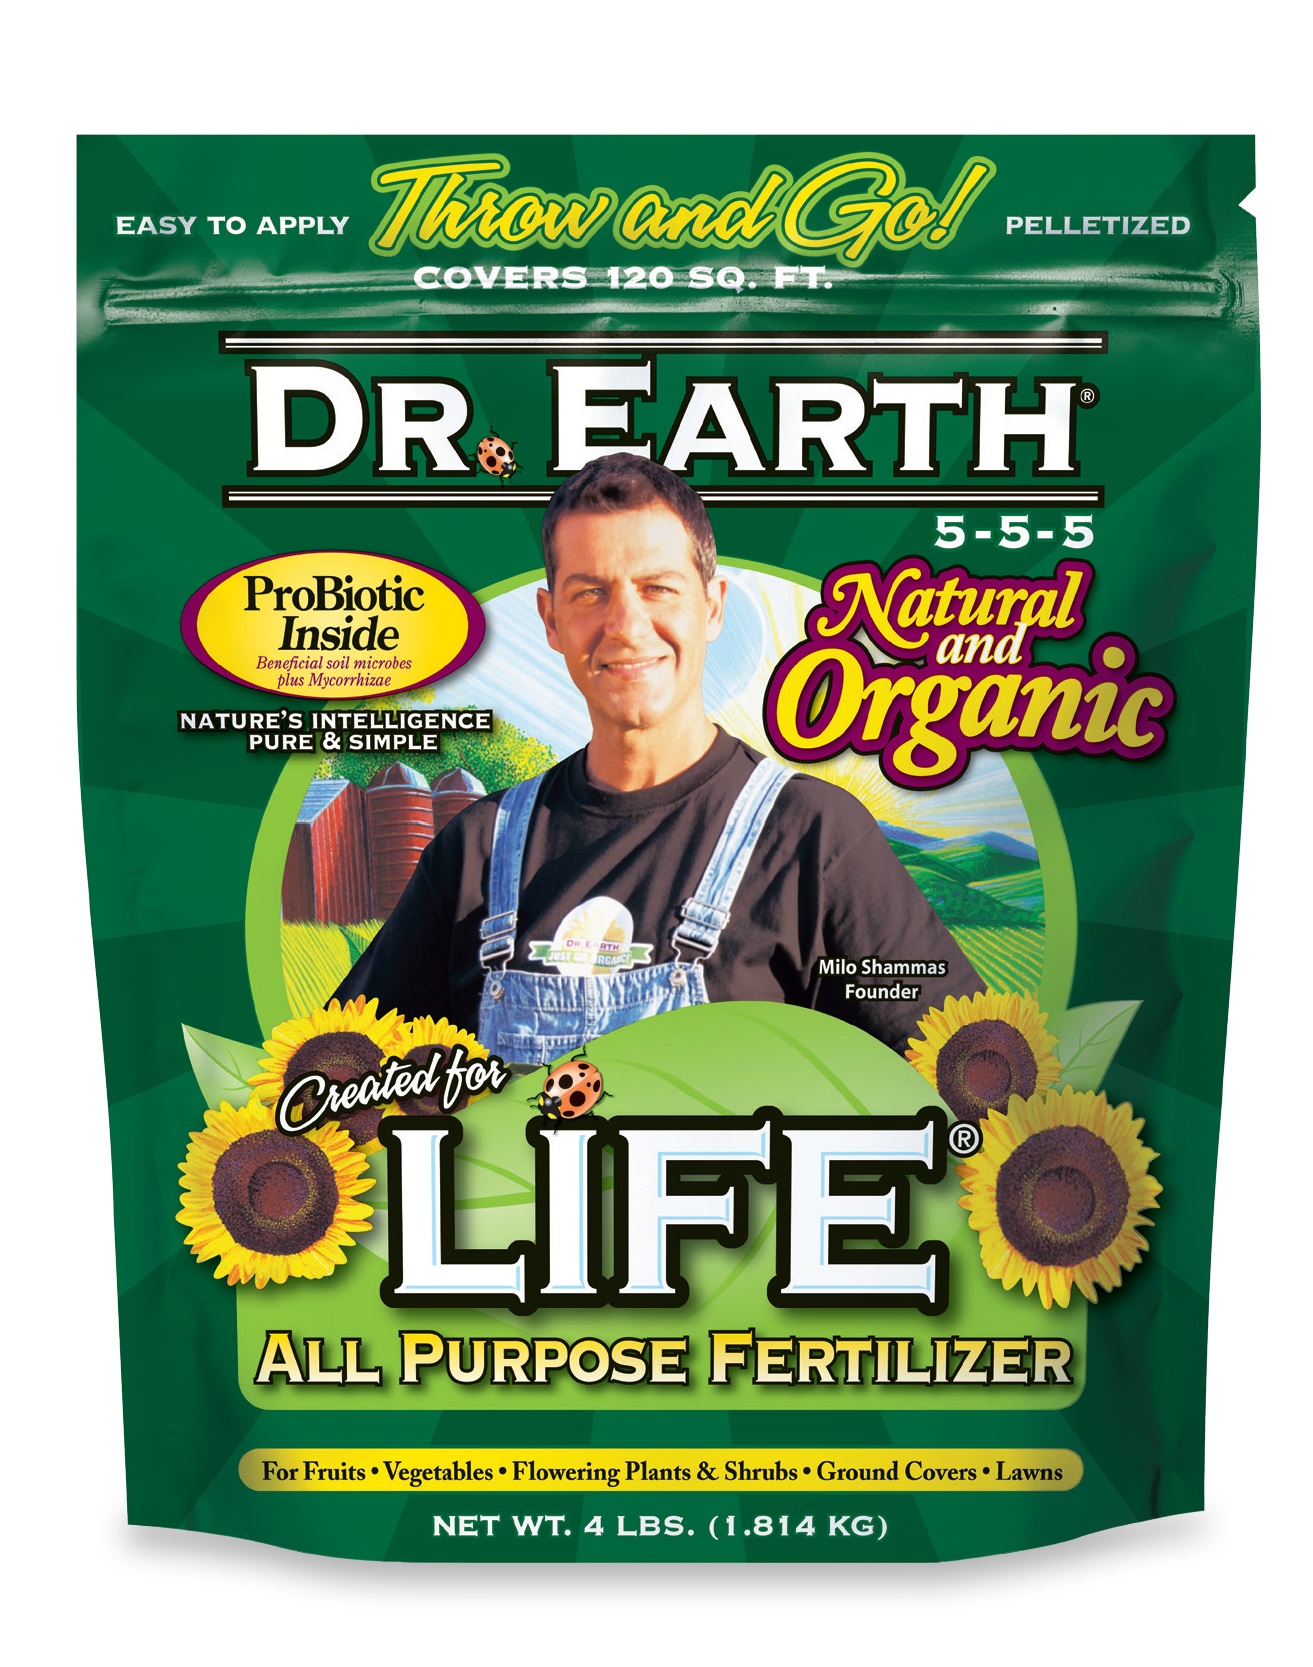 Throw and Go!
EASY TO APPLY
PELLETIZED
COVERS 120 SQ. FT.
DR. EARTH®
5-5-5
ProBiotic
Inside
Beneficial soil microbes
plus Mycorrhizae
NATURE'S INTELLIGENCE
PURE & SIMPLE
Natural
and
Organic
DR. EARTH
Milo Shammas
Founder
Created for
LIFE®
ALL PURPOSE FERTILIZER
For Fruits • Vegetables • Flowering Plants & Shrubs • Ground Covers • Lawns
NET WT. 4 LBS. (1.814 KG)